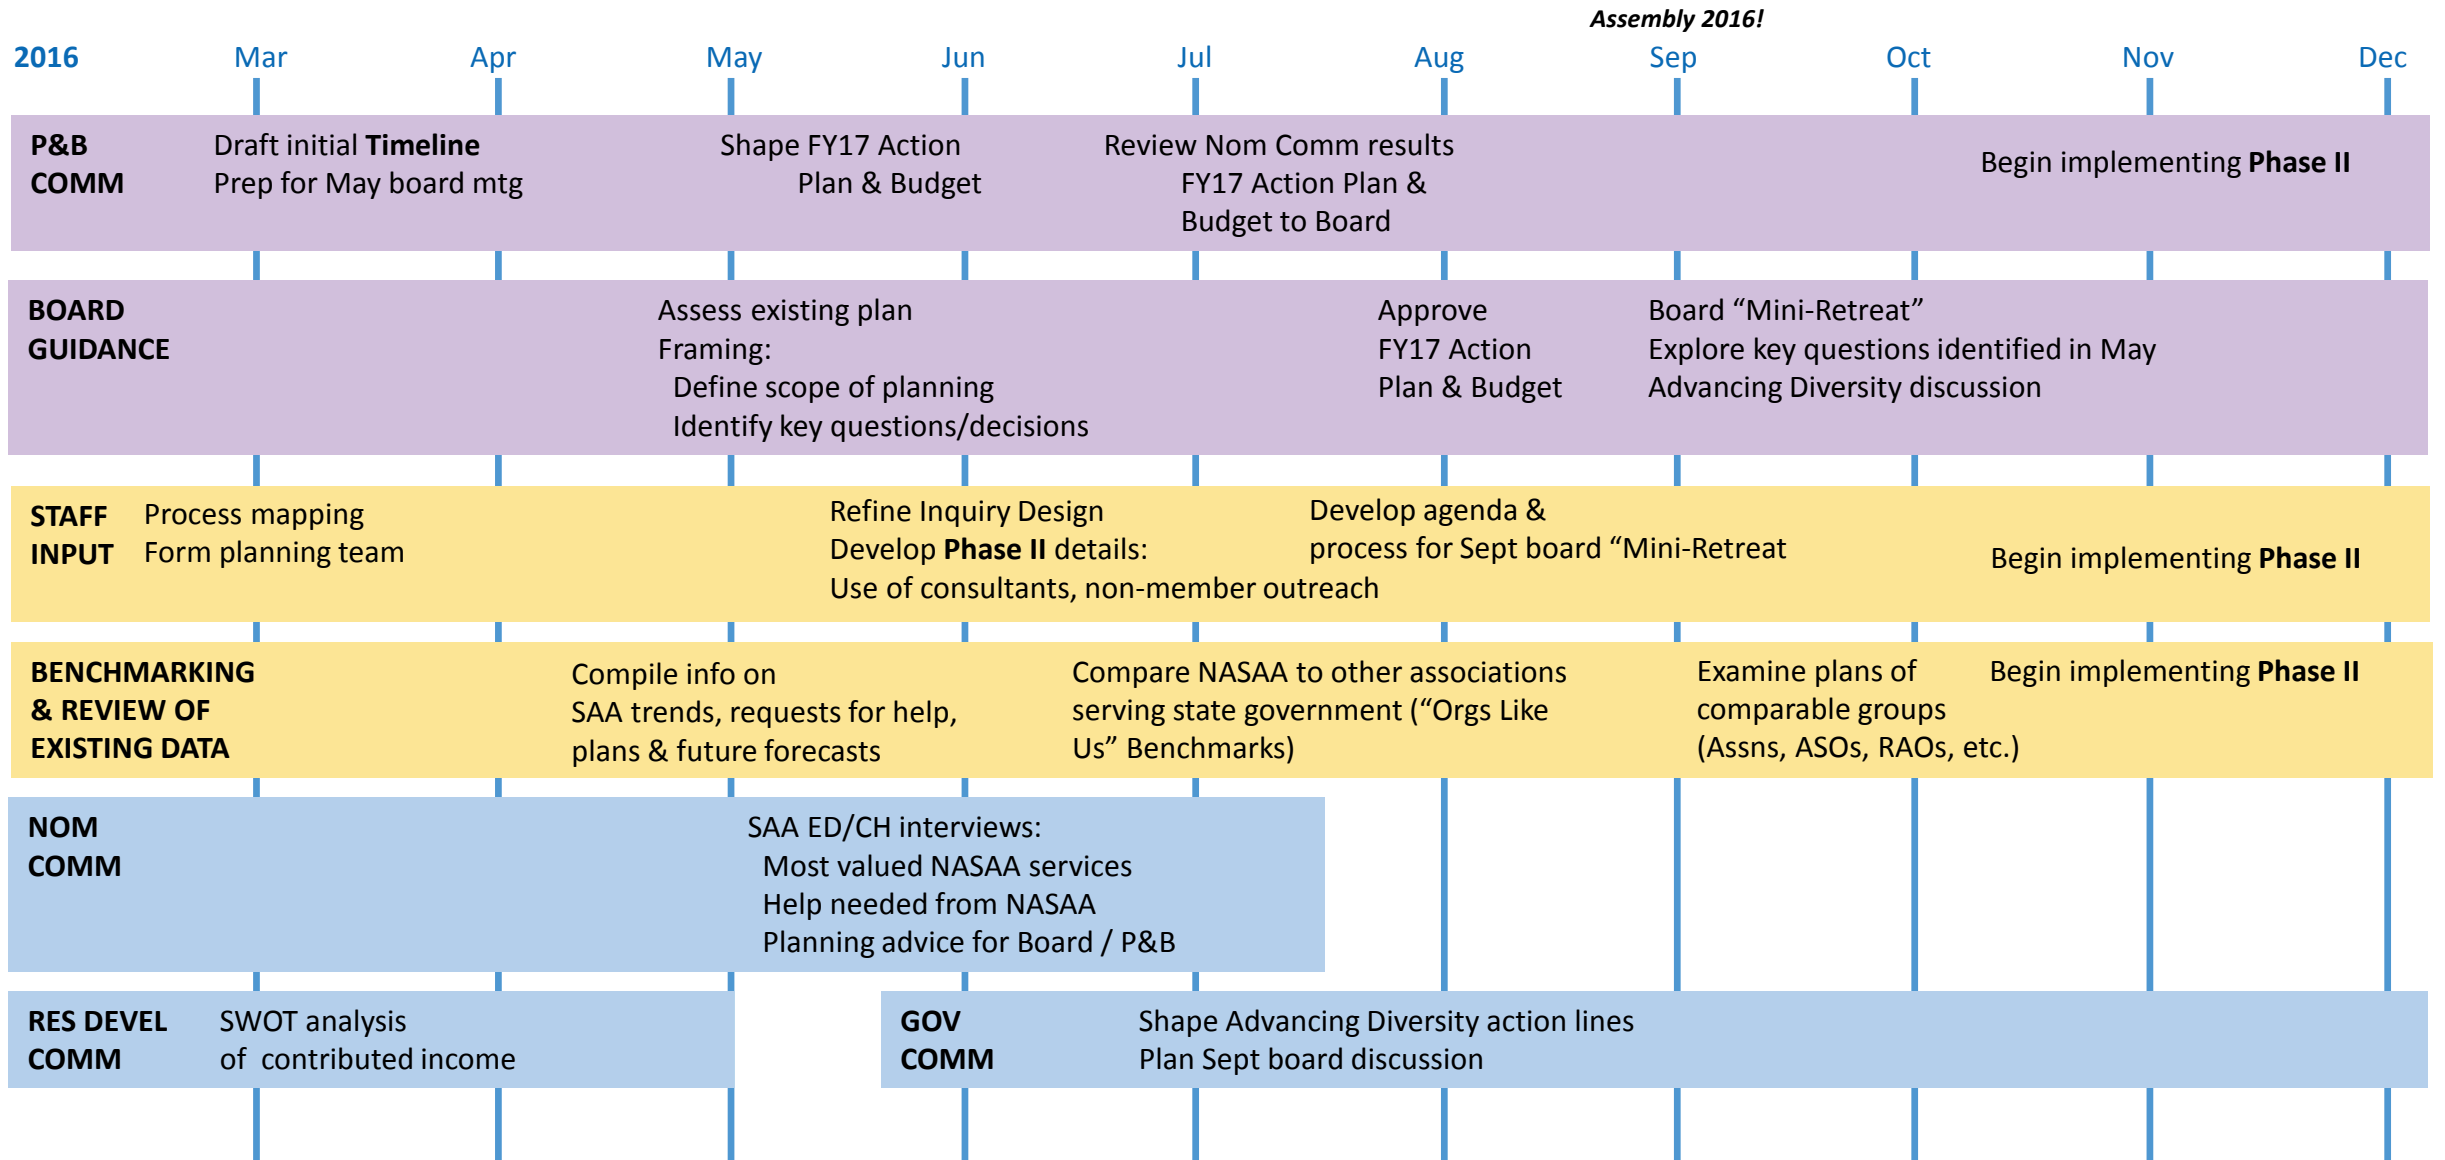 Assembly 2016!
2016 Mar Apr May Jun Jul Aug Sep Oct Nov Dec
P&B
COMM
Draft initial Timeline
Prep for May board mtg
Shape FY17 Action
Plan & Budget
Review Nom Comm results
FY17 Action Plan &
Budget to Board
Begin implementing Phase II
BOARD
GUIDANCE
Assess existing plan
Framing:
Define scope of planning
Identify key questions/decisions
Approve
FY17 Action
Plan & Budget
Board “Mini-Retreat”
Explore key questions identified in May
Advancing Diversity discussion
STAFF
INPUT
Process mapping
Form planning team
Refine Inquiry Design
Develop Phase II details:
Use of consultants, non-member outreach
Develop agenda &
process for Sept board “Mini-Retreat
Begin implementing Phase II
BENCHMARKING
& REVIEW OF
EXISTING DATA
Compile info on
SAA trends, requests for help,
plans & future forecasts
Compare NASAA to other associations
serving state government (“Orgs Like
Us” Benchmarks)
Examine plans of
comparable groups
(Assns, ASOs, RAOs, etc.)
Begin implementing Phase II
NOM
COMM
SAA ED/CH interviews:
Most valued NASAA services
Help needed from NASAA
Planning advice for Board / P&B
RES DEVEL
COMM
SWOT analysis
of contributed income
GOV
COMM
Shape Advancing Diversity action lines
Plan Sept board discussion